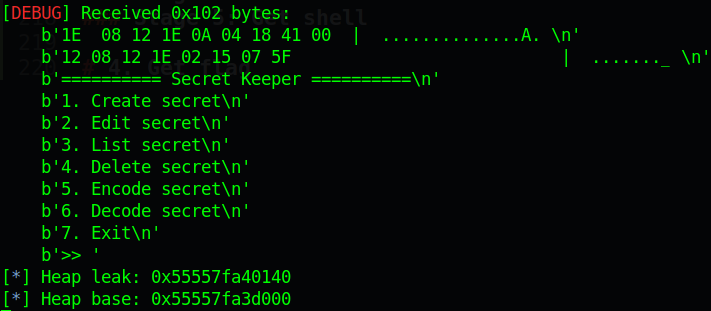 [DEBUG] Received 0x102 bytes:
    b'1E  08 12 1E 0A 04 18 41 00  |  ..............A. \n'
    b'12 08 12 1E 02 15 07 5F                           |  ......._ \n'
    b'========== Secret Keeper ==========\n'
    b'1. Create secret\n'
    b'2. Edit secret\n'
    b'3. List secret\n'
    b'4. Delete secret\n'
    b'5. Encode secret\n'
    b'6. Decode secret\n'
    b'7. Exit\n'
    b'>> '
[*] Heap leak: 0x55557fa40140
[*] Heap base: 0x55557fa3d000